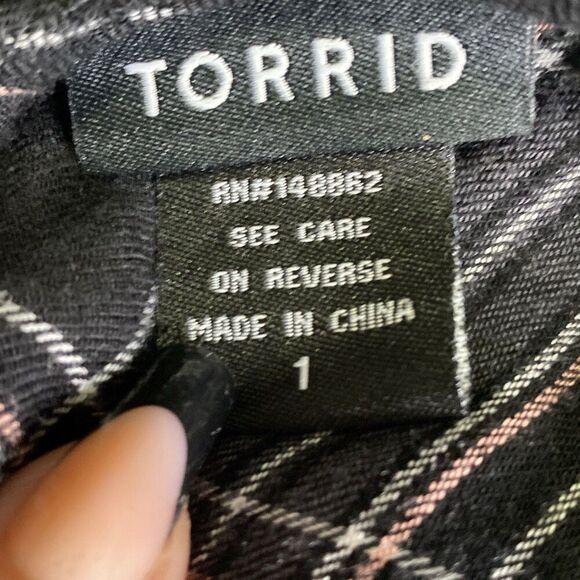 TORRID
RN#148862
SEE CARE
ON REVERSE
MADE IN CHINA
1